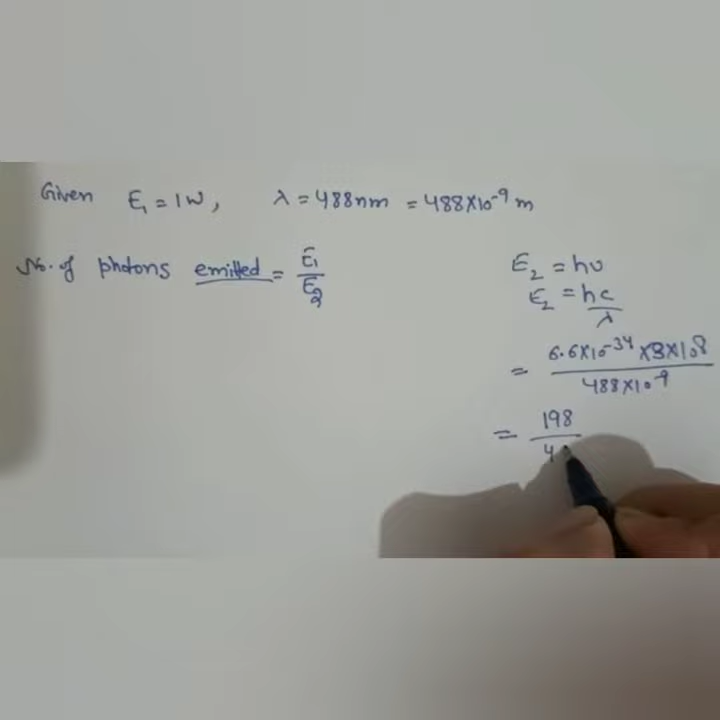 Given E₁ = 1W, λ = 488nm = 488×10⁻⁹ m
No. of photons emitted = E₁/E₂
E₂ = hυ
E₂ = hc/λ
= 6.6×10⁻³⁴ ×3×10⁸/488×10⁻⁹
= 198/4